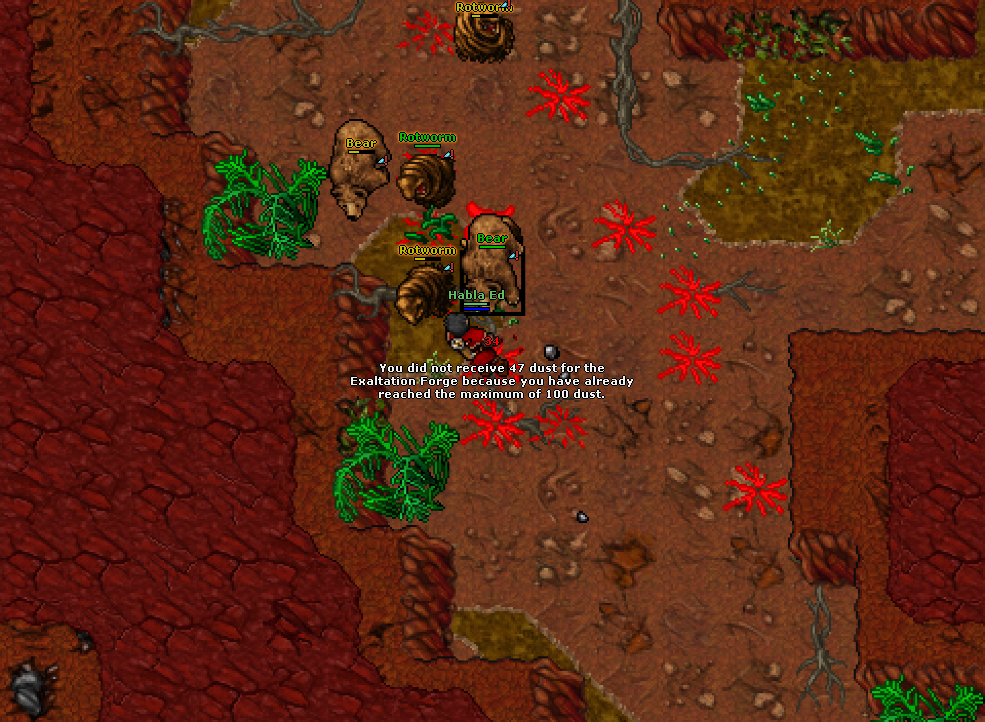 Rotworm
Bear
Rotworm
Bear
Rotworm
Habla Ed
You did not receive 47 dust for the
Exaltation Forge because you have already
reached the maximum of 100 dust.